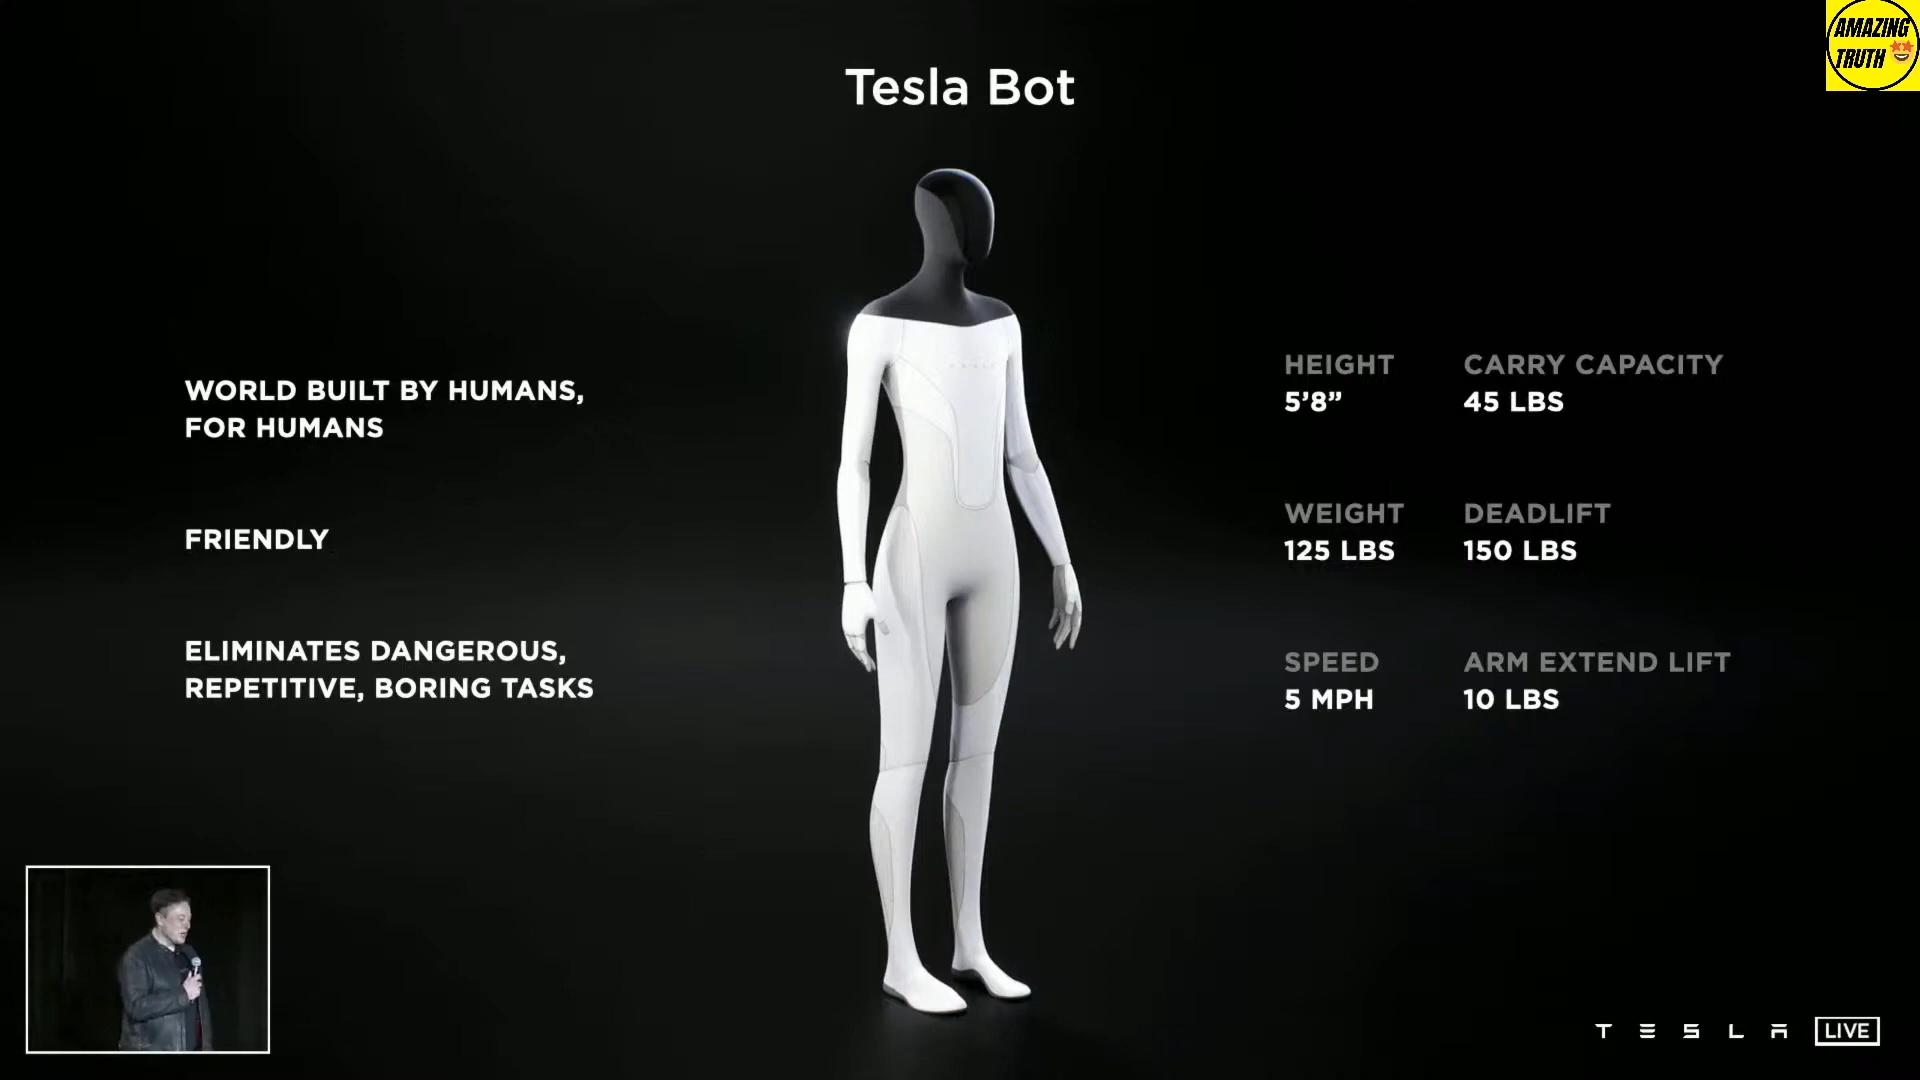 AMAZING
TRUTH
Tesla Bot
WORLD BUILT BY HUMANS,
FOR HUMANS
FRIENDLY
ELIMINATES DANGEROUS,
REPETITIVE, BORING TASKS
HEIGHT
5’8”
CARRY CAPACITY
45 LBS
WEIGHT
125 LBS
DEADLIFT
150 LBS
SPEED
5 MPH
ARM EXTEND LIFT
10 LBS
TESLA LIVE